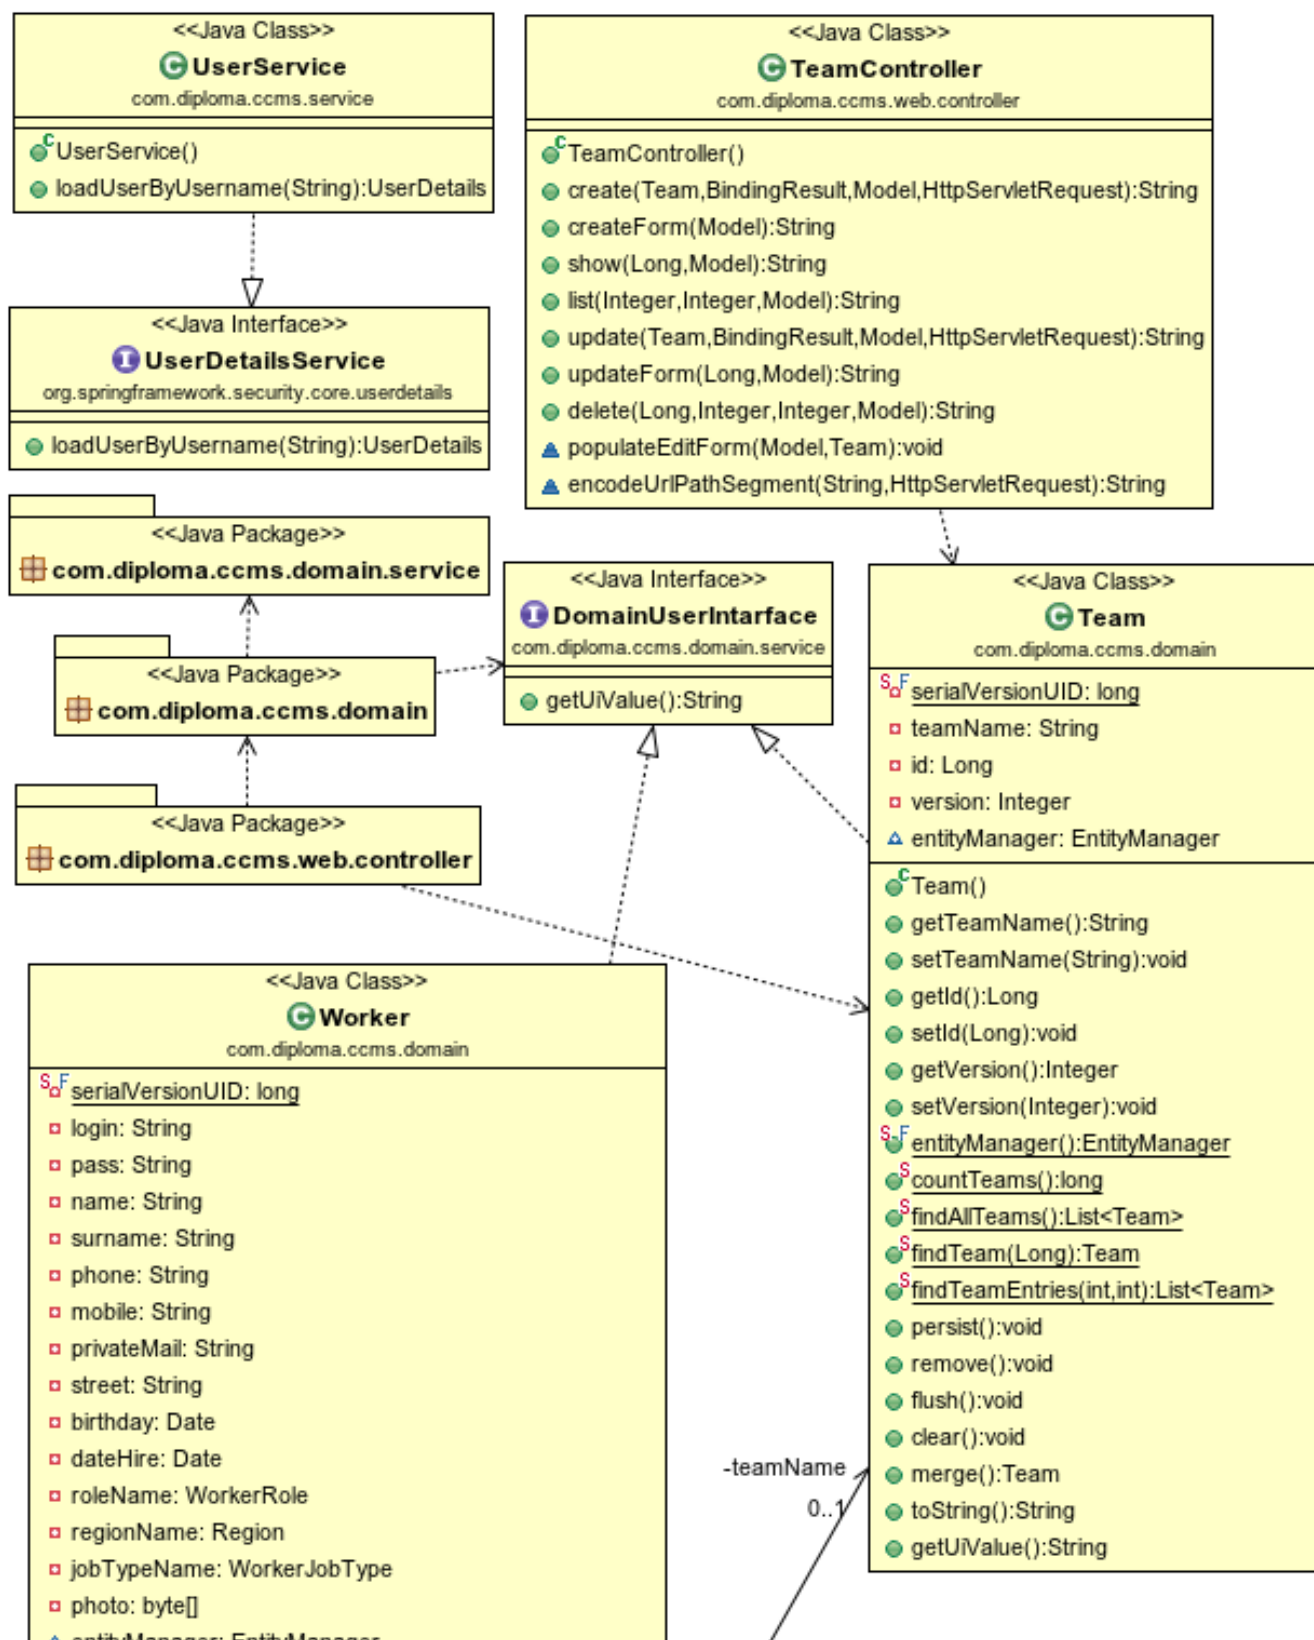 <<Java Class>>
UserService
com.diploma.ccms.service
UserService()
loadUserByUsername(String):UserDetails
<<Java Class>>
TeamController
com.diploma.ccms.web.controller
TeamController()
create(Team,BindingResult,Model,HttpServletRequest):String
createForm(Model):String
show(Long,Model):String
list(Integer,Integer,Model):String
update(Team,BindingResult,Model,HttpServletRequest):String
updateForm(Long,Model):String
delete(Long,Integer,Integer,Model):String
populateEditForm(Model,Team):void
encodeUrlPathSegment(String,HttpServletRequest):String
<<Java Interface>>
UserDetailsService
org.springframework.security.core.userdetails
loadUserByUsername(String):UserDetails
<<Java Package>>
com.diploma.ccms.domain.service
<<Java Package>>
com.diploma.ccms.domain
<<Java Package>>
com.diploma.ccms.web.controller
<<Java Interface>>
DomainUserIntarface
com.diploma.ccms.domain.service
getUiValue():String
<<Java Class>>
Team
com.diploma.ccms.domain
serialVersionUID: long
teamName: String
id: Long
version: Integer
entityManager: EntityManager
Team()
getTeamName():String
setTeamName(String):void
getId():Long
setId(Long):void
getVersion():Integer
setVersion(Integer):void
entityManager():EntityManager
countTeams():long
findAllTeams():List<Team>
findTeam(Long):Team
findTeamEntries(int,int):List<Team>
persist():void
remove():void
flush():void
clear():void
merge():Team
toString():String
getUiValue():String
<<Java Class>>
Worker
com.diploma.ccms.domain
serialVersionUID: long
login: String
pass: String
name: String
surname: String
phone: String
mobile: String
privateMail: String
street: String
birthday: Date
dateHire: Date
roleName: WorkerRole
regionName: Region
jobTypeName: WorkerJobType
photo: byte[]
entityManager: EntityManager
-teamName
0..1